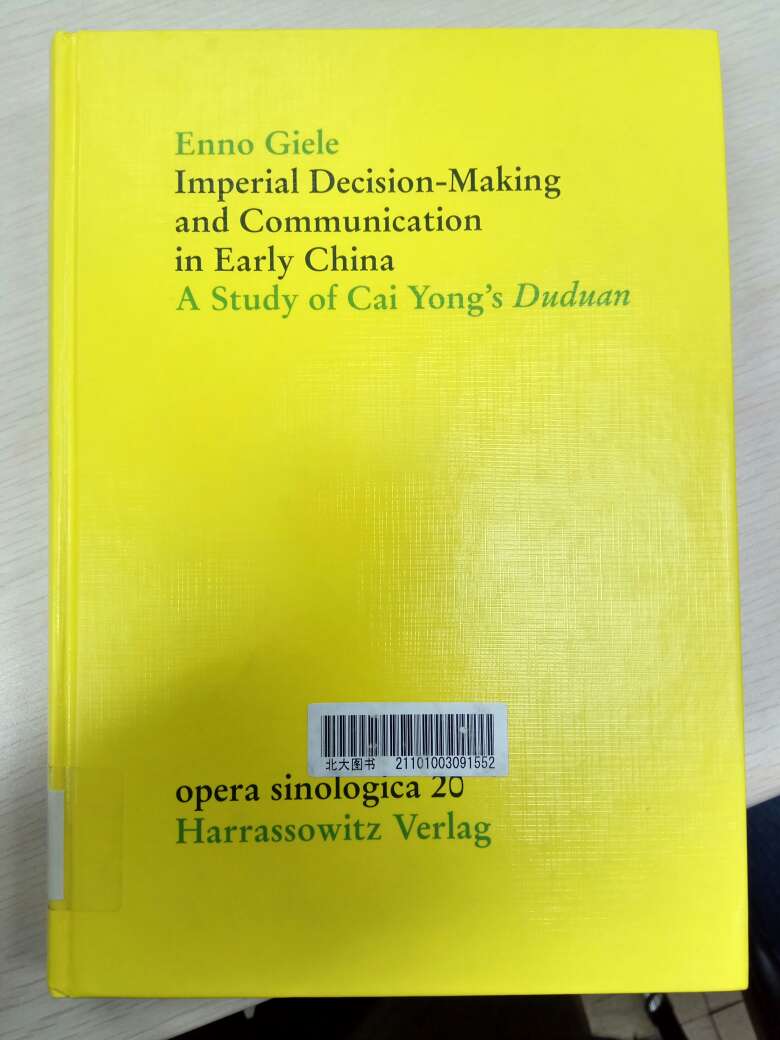 Enno Giele
Imperial Decision-Making
and Communication
in Early China
A Study of Cai Yong's Duduan
北大图书 21101003091552
opera sinologica 20
Harrassowitz Verlag